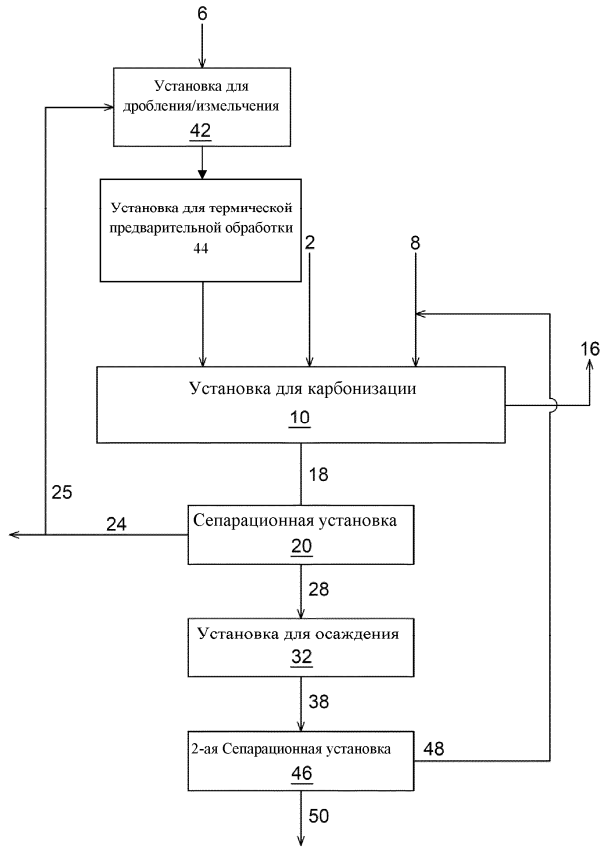 6
Установка для
дробления/измельчения
42
Установка для термической
предварительной обработки
44
2
8
16
Установка для карбонизации
10
18
25
24
Сепарационная установка
20
28
Установка для осаждения
32
38
2-ая Сепарационная установка
46
48
50